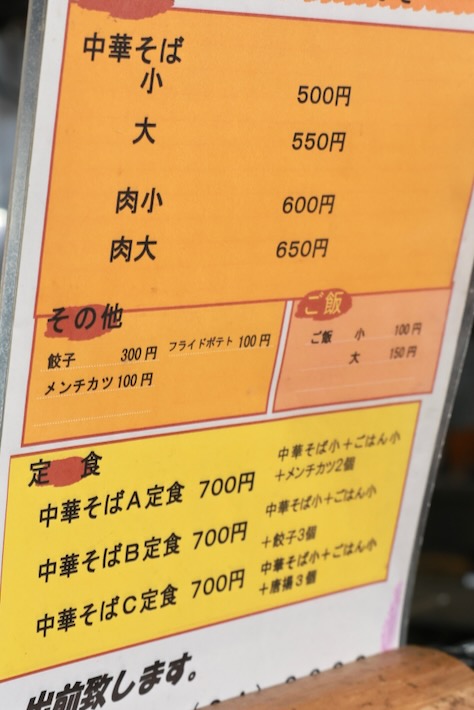 中華そば
小 500円
大 550円
肉小 600円
肉大 650円
その他
餃子 300円 フライドポテト 100円
メンチカツ 100円
ご飯
ご飯 小 100円
大 150円
定食
中華そばA定食 700円 中華そば小+ごはん小
+メンチカツ2個
中華そばB定食 700円 中華そば小+ごはん小
+餃子3個
中華そばC定食 700円 中華そば小+ごはん小
+唐揚3個
出前致します。